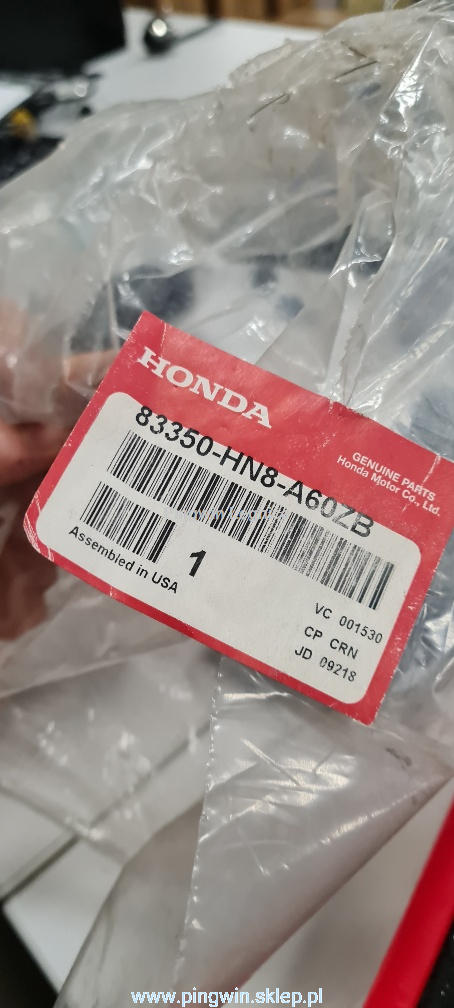 HONDA
GENUINE PARTS
Honda Motor Co., Ltd.
83350-HN8-A60ZB
1
Assembled in USA
VC 001530
CP CRN
JD 09218
www.pingwin.sklep.pl